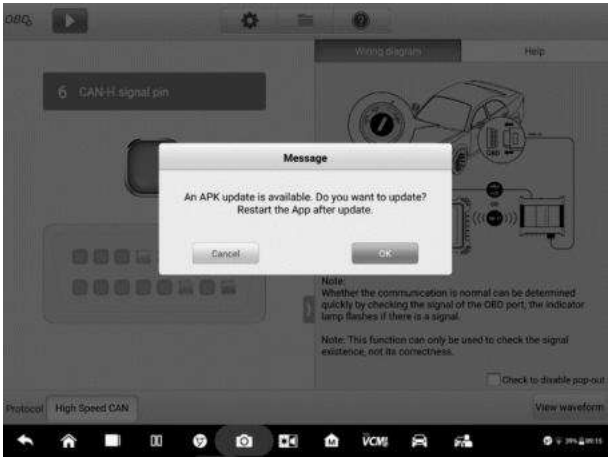 6 CAN-H signal pin
Wiring diagram
Help
Message
An APK update is available. Do you want to update?
Restart the App after update.
Cancel
OK
Note:
Whether the communication is normal can be determined
quickly by checking the signal of the OBD port, the indicator
lamp flashes if there is a signal.
Note: This function can only be used to check the signal
existence, not its correctness.
Check to disable pop-out
Protocol
High Speed CAN
View waveform
VCMI